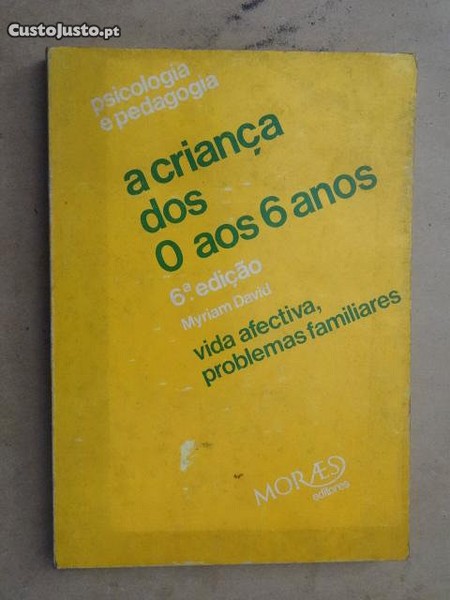 CustoJusto.pt
psicologia
e pedagogia
a criança
dos
0 aos 6 anos
6ª. edição
Myriam David
vida afectiva,
problemas familiares
MORÆS
editores